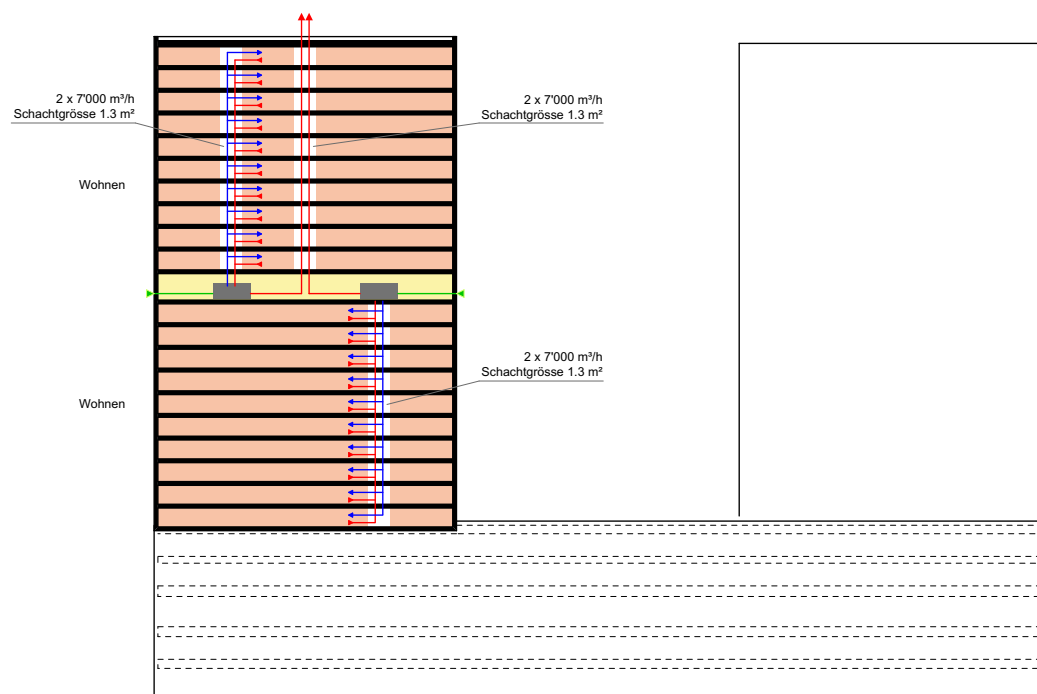 2 x 7'000 m³/h
Schachtgrösse 1.3 m²
2 x 7'000 m³/h
Schachtgrösse 1.3 m²
Wohnen
2 x 7'000 m³/h
Schachtgrösse 1.3 m²
Wohnen